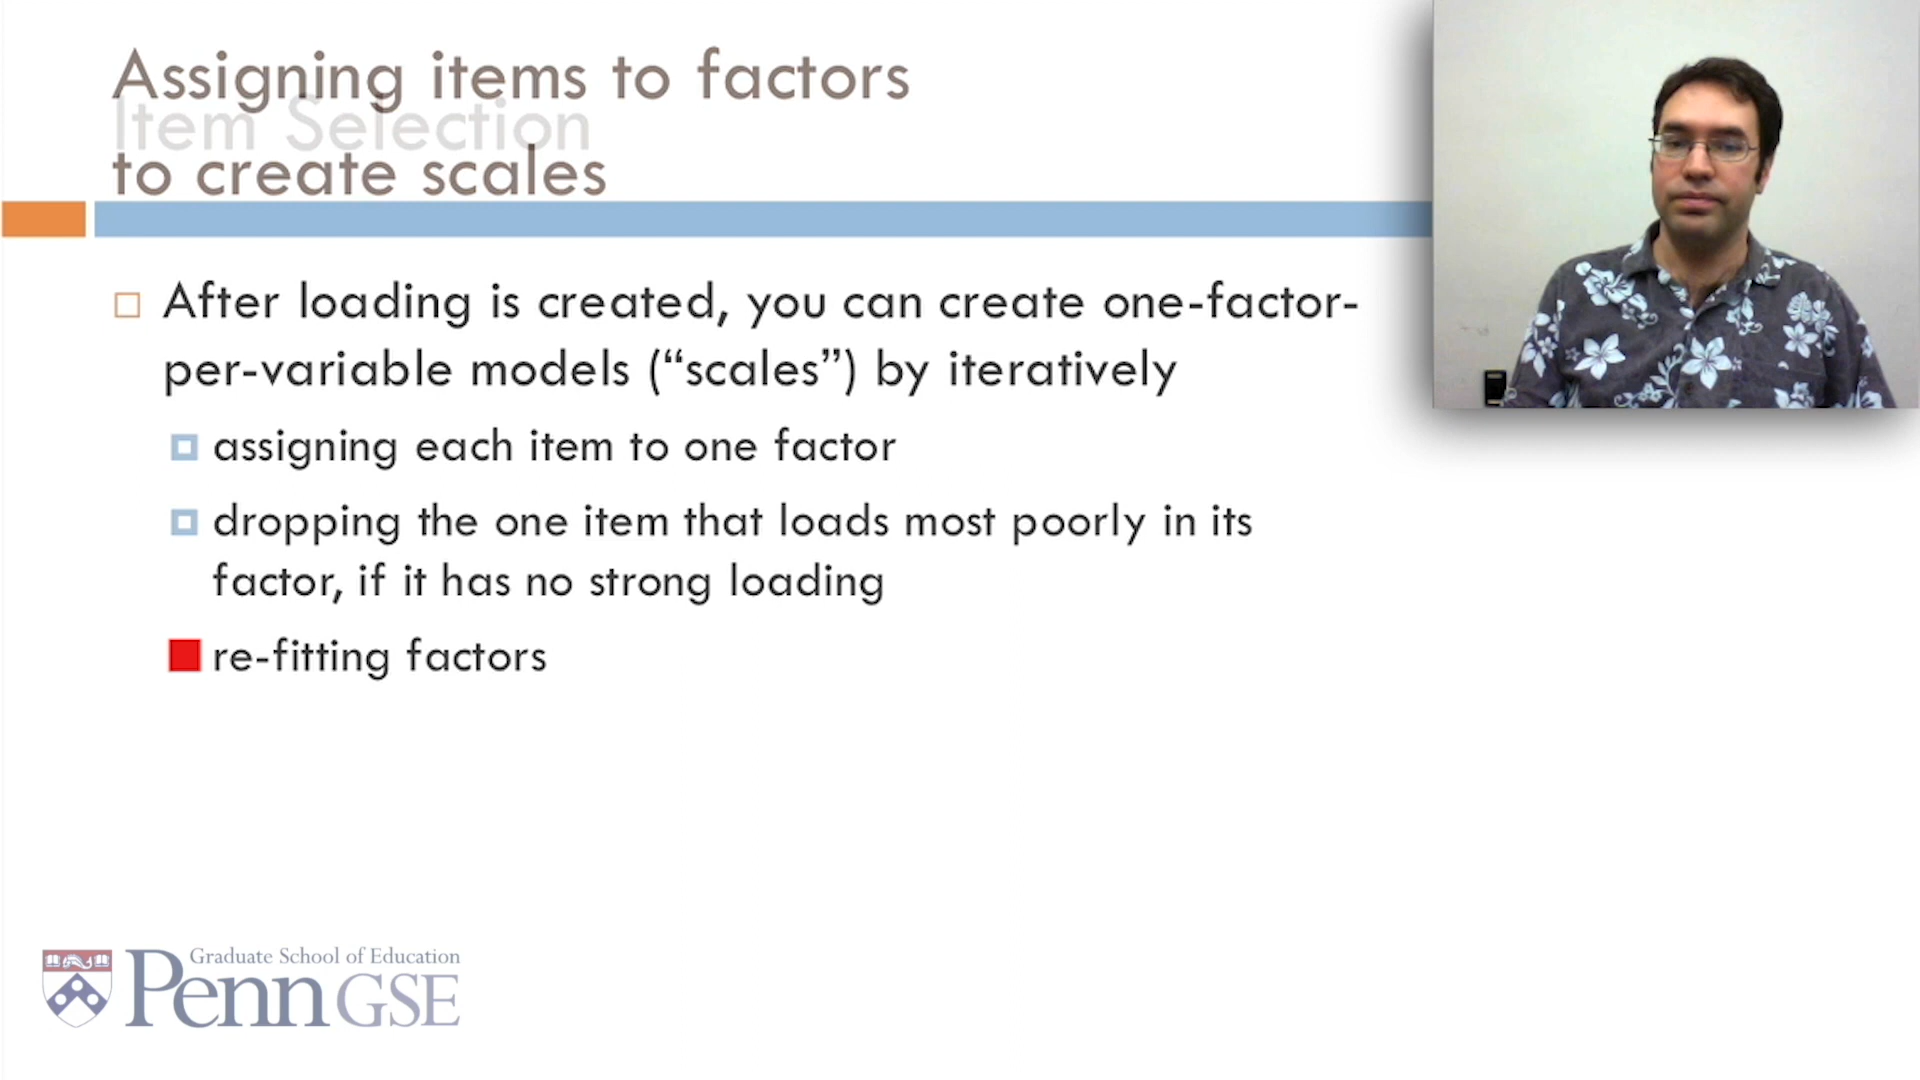 Assigning items to factors
Item Selection
to create scales
After loading is created, you can create one-factor-
per-variable models (“scales”) by iteratively
assigning each item to one factor
dropping the one item that loads most poorly in its
factor, if it has no strong loading
re-fitting factors
Graduate School of Education
Penn GSE